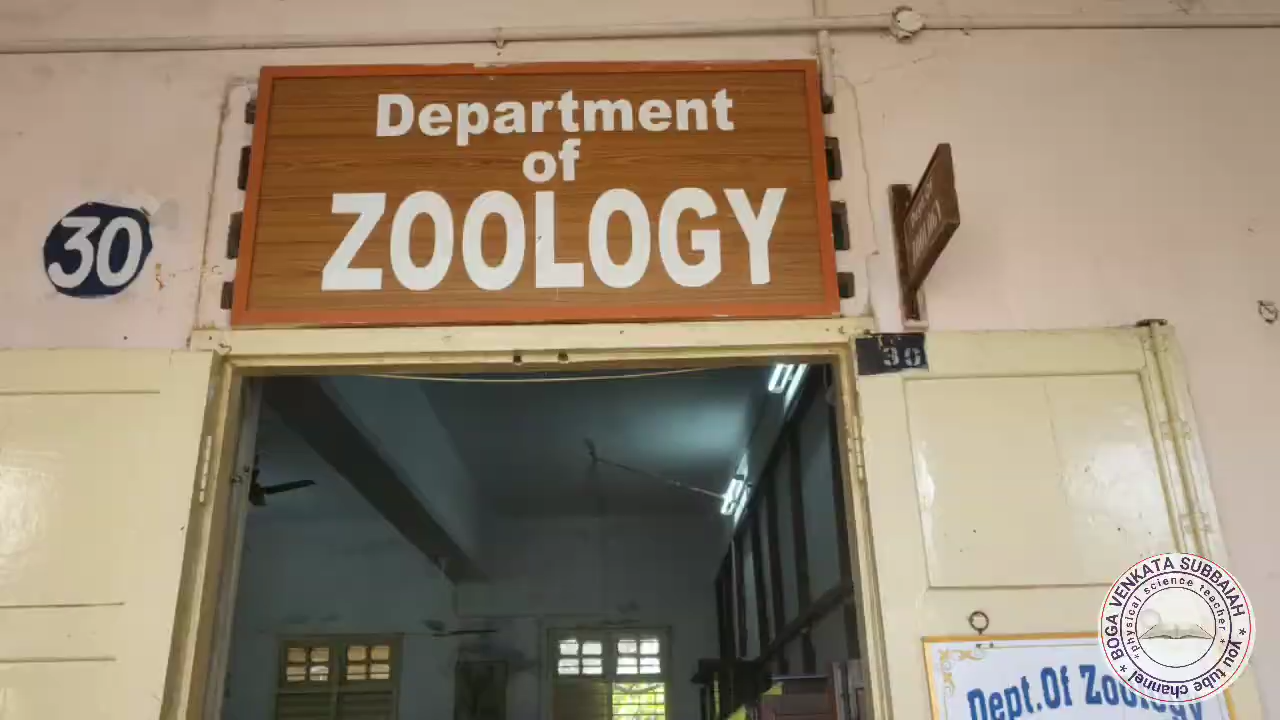 Department
of
ZOOLOGY
30
30
Dept.Of Zoology
BOGA VENKATA SUBBAIAH
* physical science teacher *
* You tube channel *